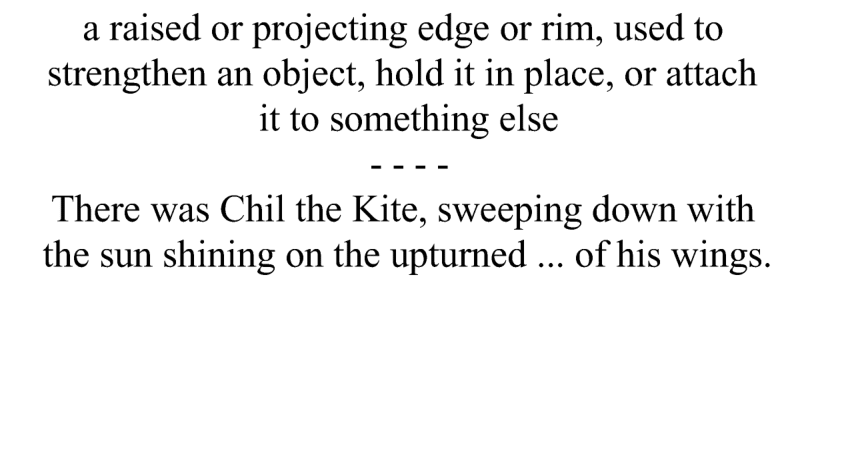 a raised or projecting edge or rim, used to
strengthen an object, hold it in place, or attach
it to something else
- - - -
There was Chil the Kite, sweeping down with
the sun shining on the upturned ... of his wings.